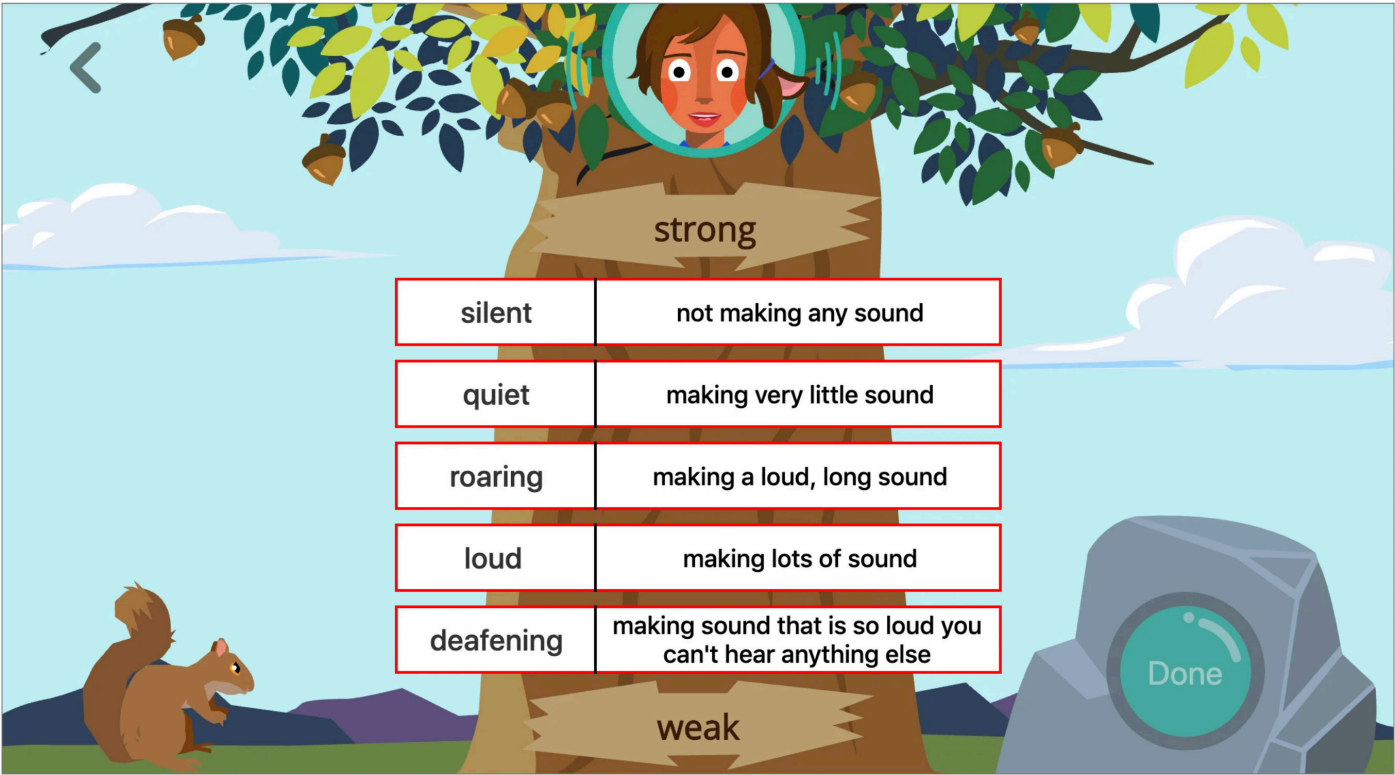 strong
silent
not making any sound
quiet
making very little sound
roaring
making a loud, long sound
loud
making lots of sound
deafening
making sound that is so loud you
can't hear anything else
weak
Done